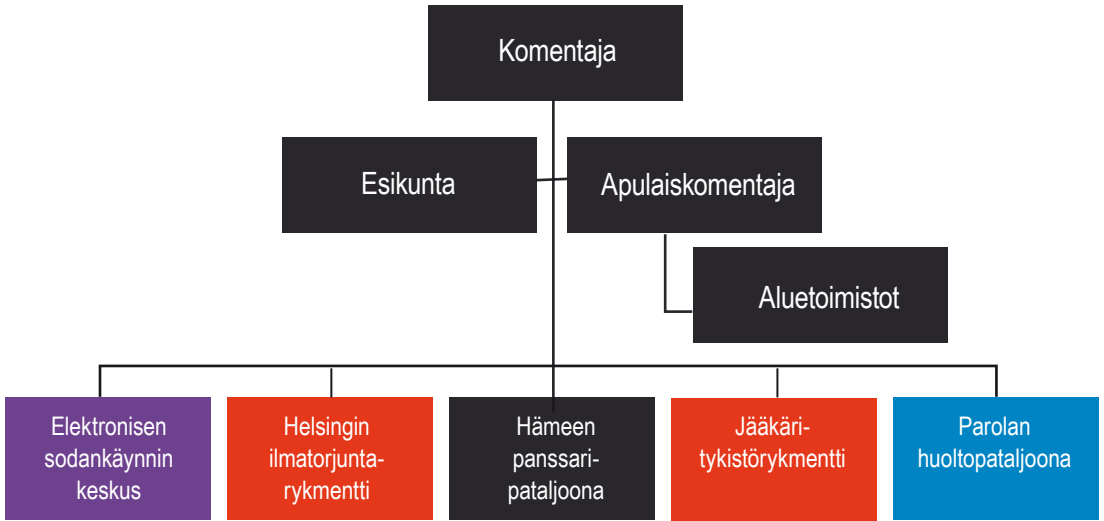 Komentaja
Esikunta
Apulaiskomentaja
Aluetoimistot
Elektronisen
sodankäynnin
keskus
Helsingin
ilmatorjunta-
rykmentti
Hämeen
panssari-
pataljoona
Jääkäri-
tykistörykmentti
Parolan
huoltopataljoona